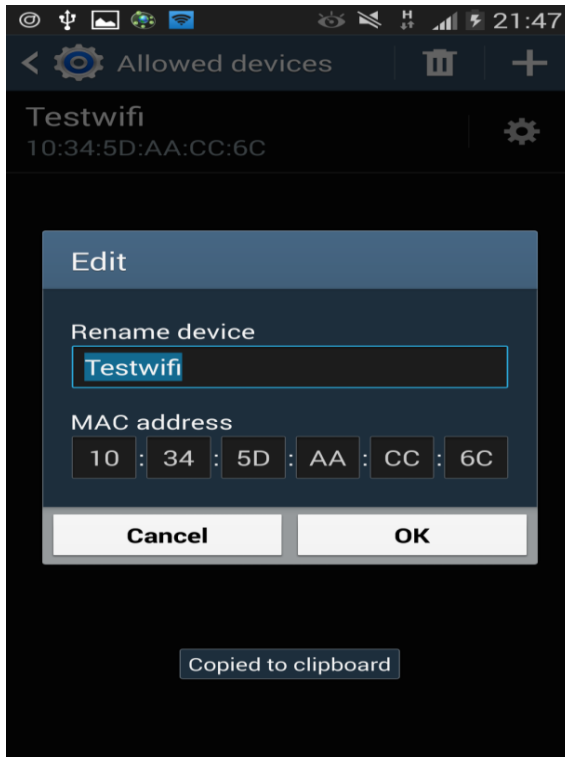 H 21:47
Allowed devices
Testwifi
10:34:5D:AA:CC:6C
Edit
Rename device
Testwifi
MAC address
10 : 34 : 5D : AA : CC : 6C
Cancel OK
Copied to clipboard